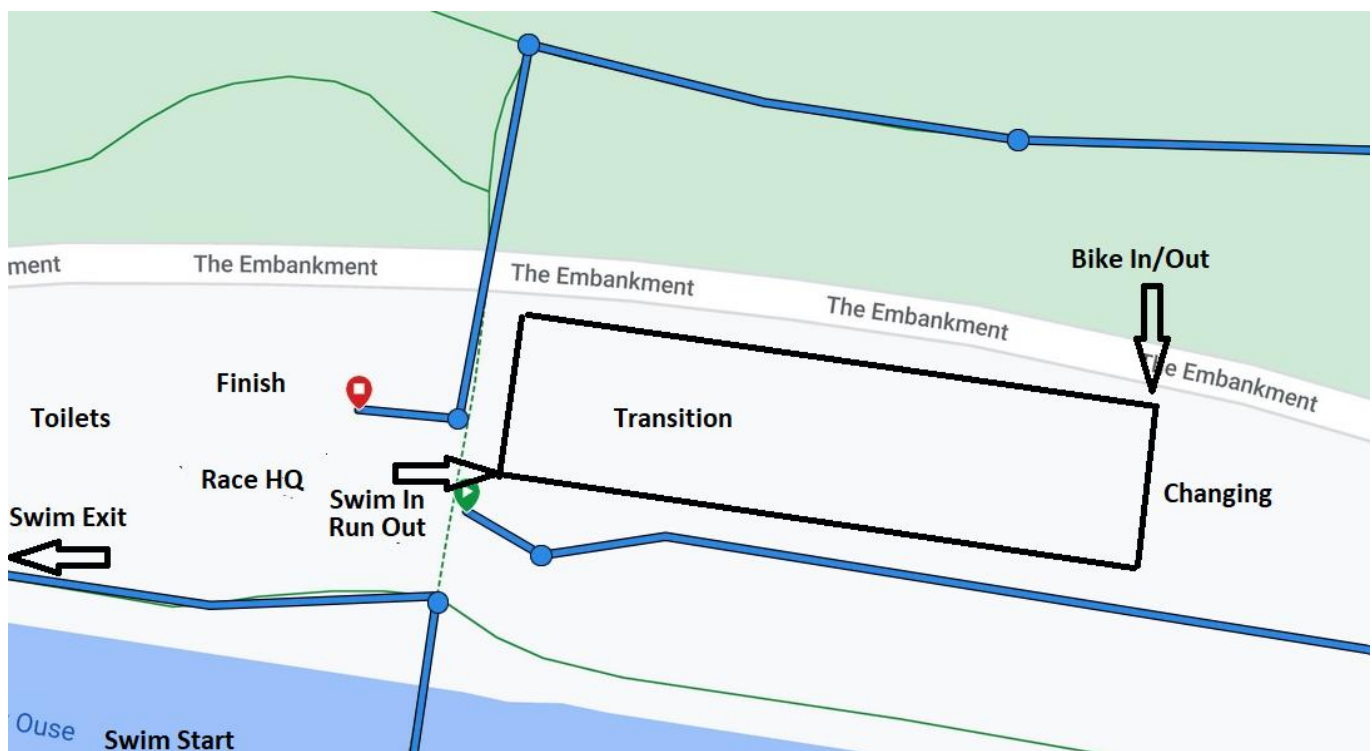 Bike In/Out
ment
The Embankment
The Embankment
The Embankment
The Embankment
Finish
Toilets
Transition
Race HQ
Swim In
Run Out
Changing
Swim Exit
Ouse
Swim Start